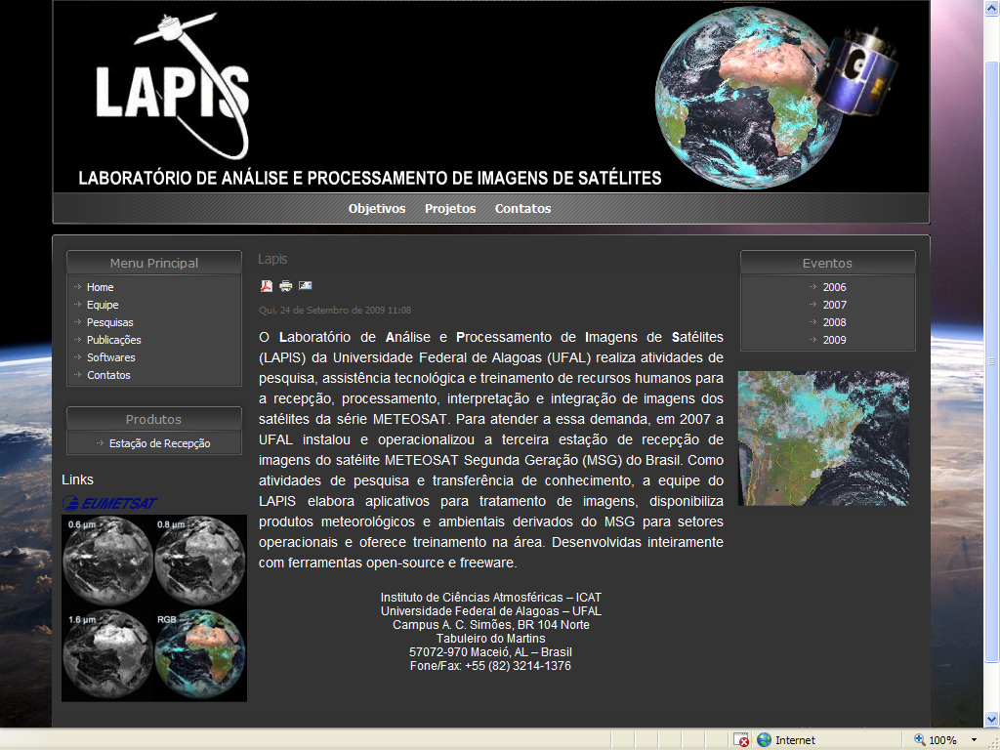 LAPIS
LABORATÓRIO DE ANÁLISE E PROCESSAMENTO DE IMAGENS DE SATÉLITES
Objetivos Projetos Contatos
Menu Principal
Home
Equipe
Pesquisas
Publicações
Softwares
Contatos
Produtos
Estação de Recepção
Links
EUMETSAT
0.6 µm 0.8 µm
1.6 µm RGB
Lapis
Qui, 24 de Setembro de 2009 11:08
O Laboratório de Análise e Processamento de Imagens de Satélites
(LAPIS) da Universidade Federal de Alagoas (UFAL) realiza atividades de
pesquisa, assistência tecnológica e treinamento de recursos humanos para
a recepção, processamento, interpretação e integração de imagens dos
satélites da série METEOSAT. Para atender a essa demanda, em 2007 a
UFAL instalou e operacionalizou a terceira estação de recepção de
imagens do satélite METEOSAT Segunda Geração (MSG) do Brasil. Como
atividades de pesquisa e transferência de conhecimento, a equipe do
LAPIS elabora aplicativos para tratamento de imagens, disponibiliza
produtos meteorológicos e ambientais derivados do MSG para setores
operacionais e oferece treinamento na área. Desenvolvidas inteiramente
com ferramentas open-source e freeware.
Instituto de Ciências Atmosféricas – ICAT
Universidade Federal de Alagoas – UFAL
Campus A. C. Simões, BR 104 Norte
Tabuleiro do Martins
57072-970 Maceió, AL – Brasil
Fone/Fax: +55 (82) 3214-1376
Eventos
2006
2007
2008
2009
Internet
100%